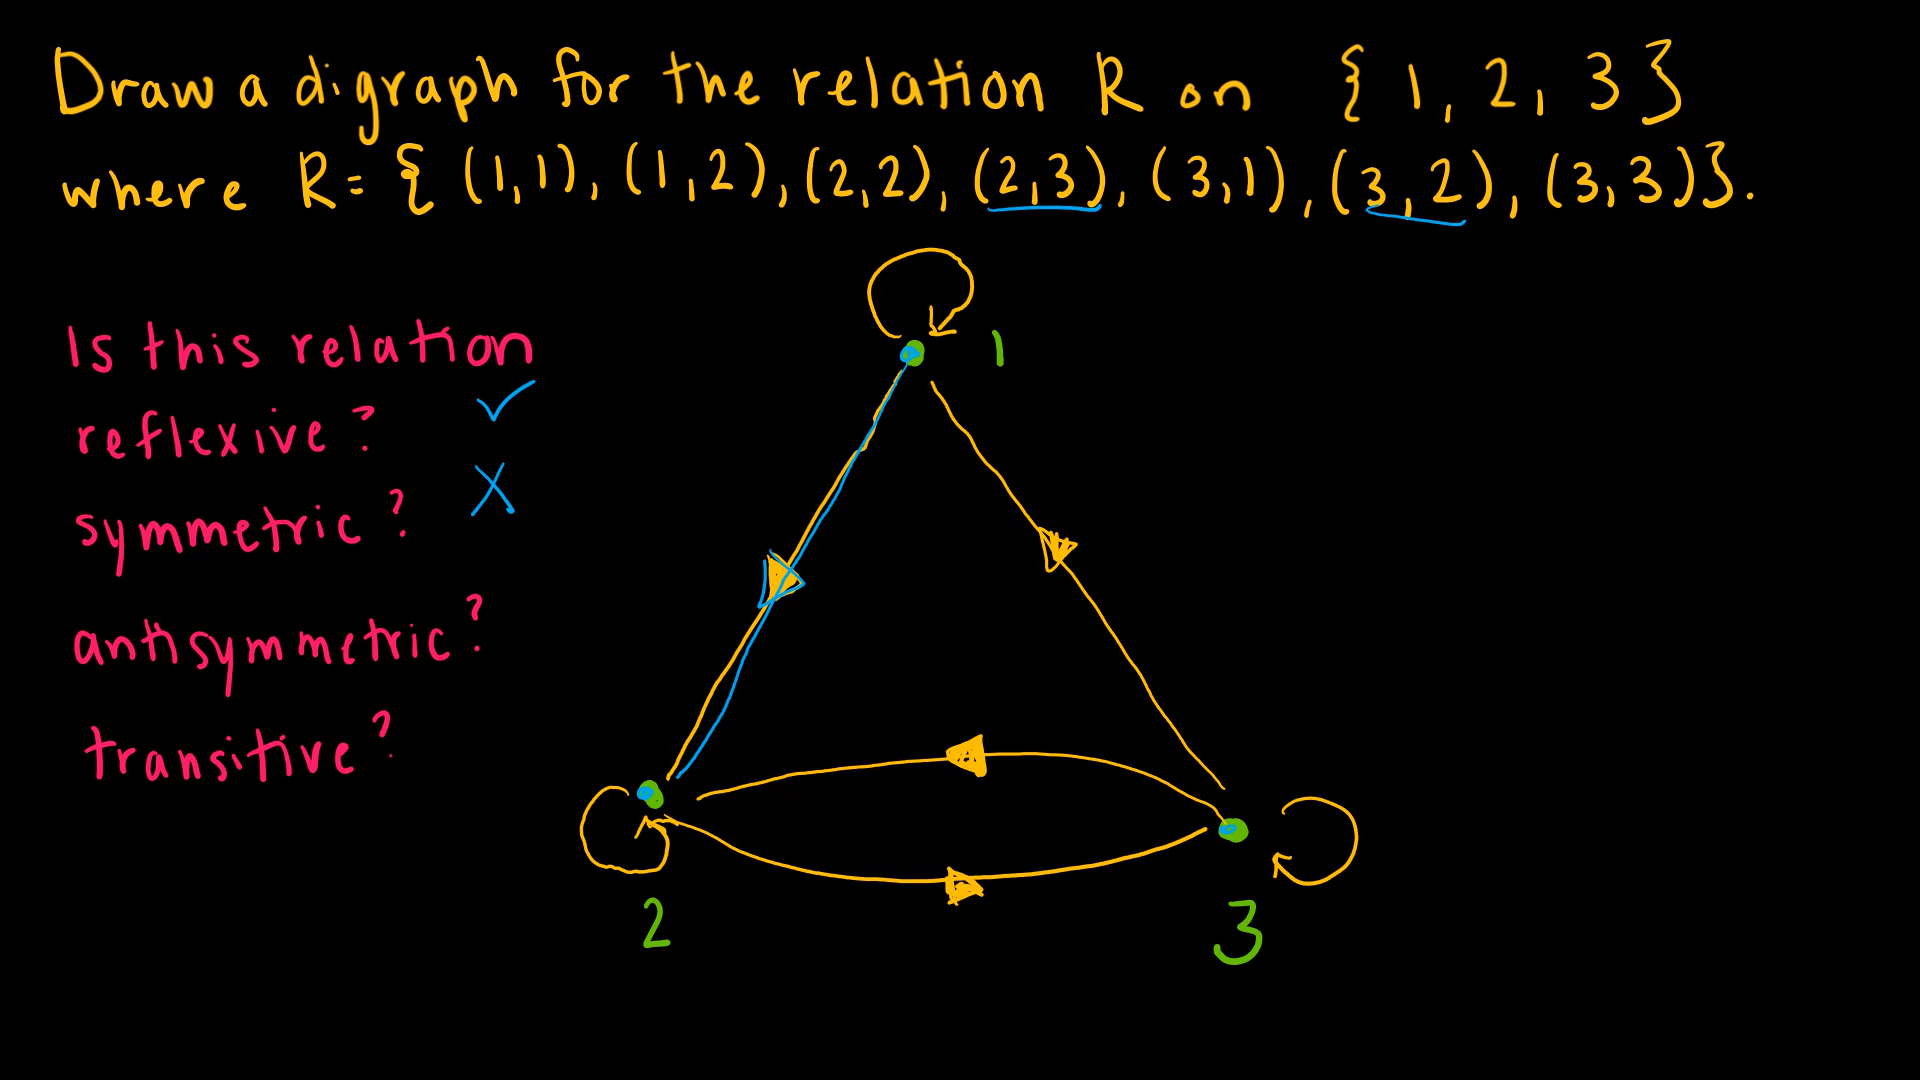 Draw a digraph for the relation R on {1, 2, 3}
where R = {(1,1), (1,2), (2,2), (2,3), (3,1), (3,2), (3,3)}.
1
Is this relation
reflexive? ✓
symmetric? X
antisymmetric?
transitive?
2
3